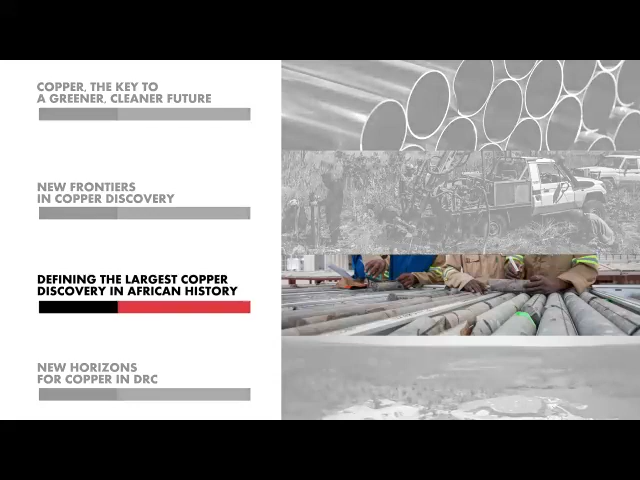 COPPER, THE KEY TO
A GREENER, CLEANER FUTURE
NEW FRONTIERS
IN COPPER DISCOVERY
DEFINING THE LARGEST COPPER
DISCOVERY IN AFRICAN HISTORY
NEW HORIZONS
FOR COPPER IN DRC